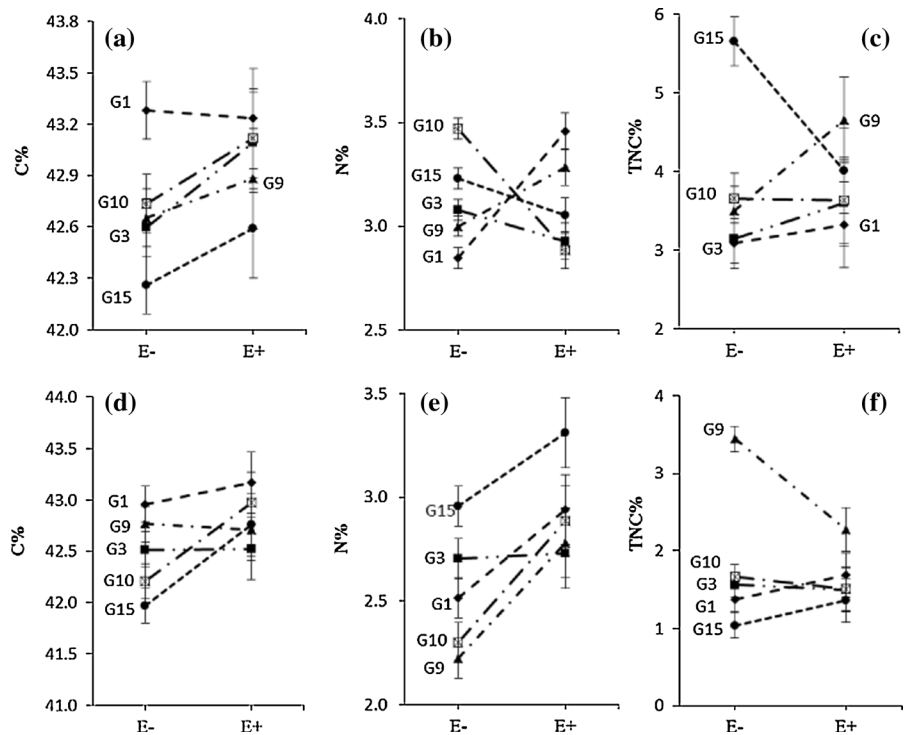 (a)
C%
43.8
43.5
43.2
42.9
42.6
42.3
42.0
G1
G10
G3
G15
G9
E-
E+
(b)
N%
4.0
3.5
3.0
2.5
G10
G15
G3
G9
G1
E-
E+
(c)
TNC%
6
5
4
3
2
G15
G10
G3
G9
G1
E-
E+
(d)
C%
44.0
43.5
43.0
42.5
42.0
41.5
41.0
G1
G9
G3
G10
G15
E-
E+
(e)
N%
3.5
3.0
2.5
2.0
G15
G3
G1
G10
G9
E-
E+
(f)
TNC%
4
3
2
1
0
G9
G10
G3
G1
G15
E-
E+